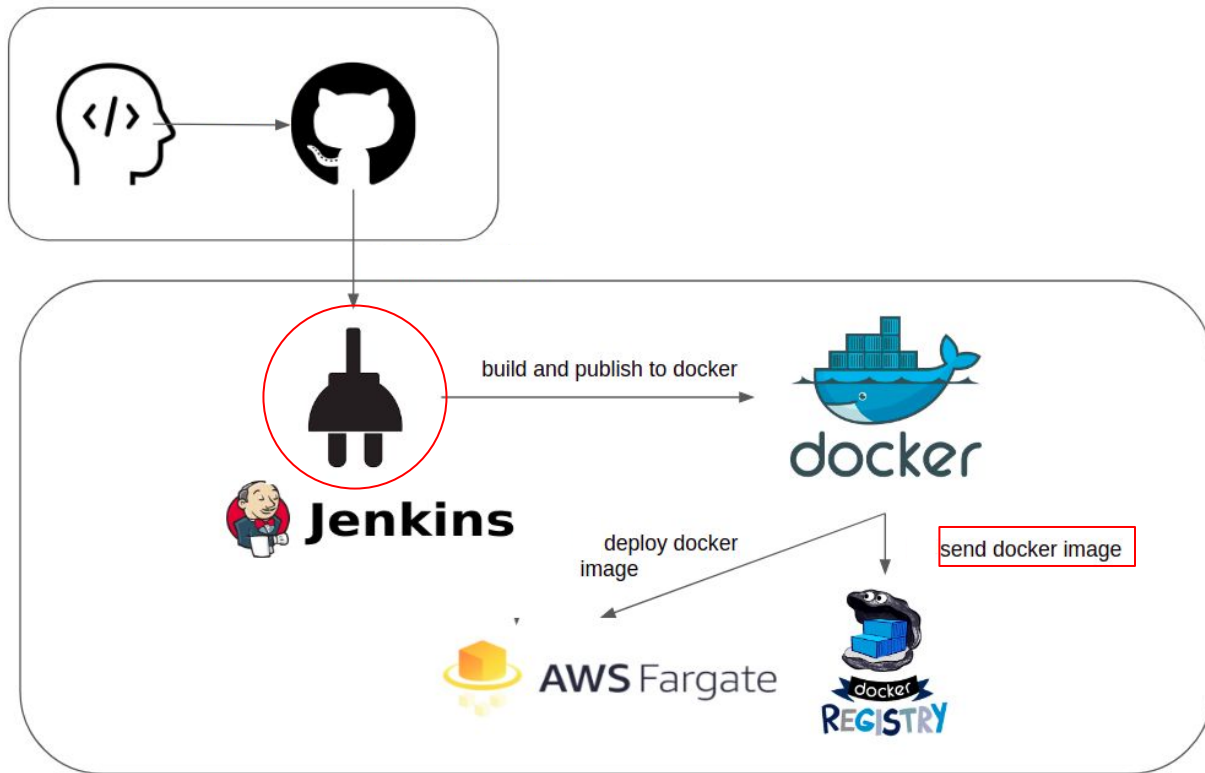 </>
build and publish to docker
docker
Jenkins
deploy docker
image
send docker image
AWS Fargate
docker
REGISTRY